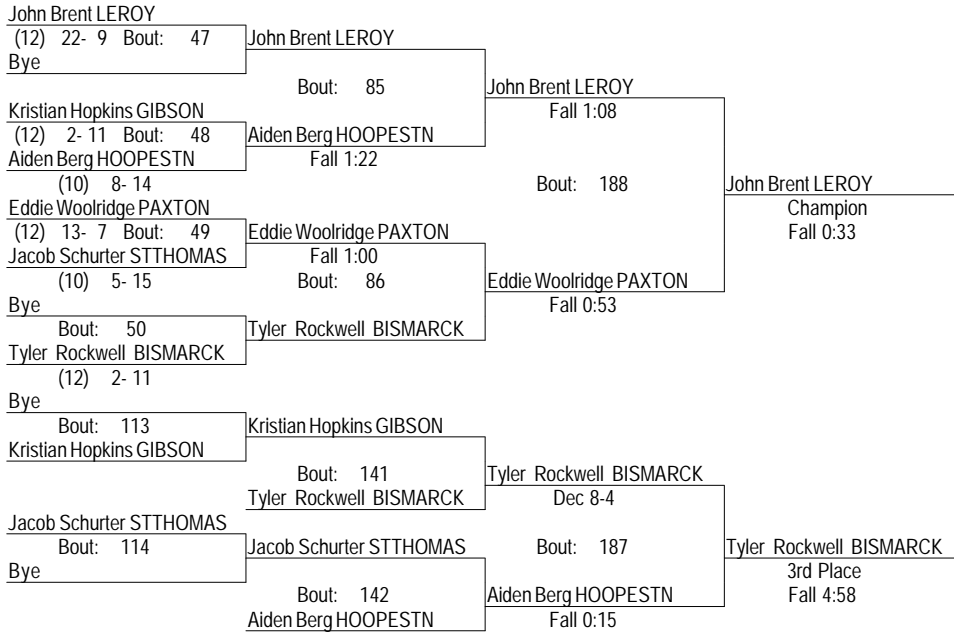 John Brent LEROY
(12) 22- 9 Bout: 47 John Brent LEROY
Bye
Bout: 85 John Brent LEROY
Kristian Hopkins GIBSON Fall 1:08
(12) 2- 11 Bout: 48 Aiden Berg HOOPESTN
Aiden Berg HOOPESTN Fall 1:22
(10) 8- 14 Bout: 188 John Brent LEROY
Eddie Woolridge PAXTON Champion
(12) 13- 7 Bout: 49 Eddie Woolridge PAXTON Fall 0:33
Jacob Schurter STTHOMAS Fall 1:00
(10) 5- 15 Bout: 86 Eddie Woolridge PAXTON
Bye Fall 0:53
Bout: 50 Tyler Rockwell BISMARCK
Tyler Rockwell BISMARCK
(12) 2- 11
Bye
Bout: 113 Kristian Hopkins GIBSON
Kristian Hopkins GIBSON
Bout: 141 Tyler Rockwell BISMARCK
Tyler Rockwell BISMARCK Dec 8-4
Jacob Schurter STTHOMAS
Bout: 114 Jacob Schurter STTHOMAS Bout: 187 Tyler Rockwell BISMARCK
Bye 3rd Place
Bout: 142 Aiden Berg HOOPESTN Fall 4:58
Aiden Berg HOOPESTN Fall 0:15